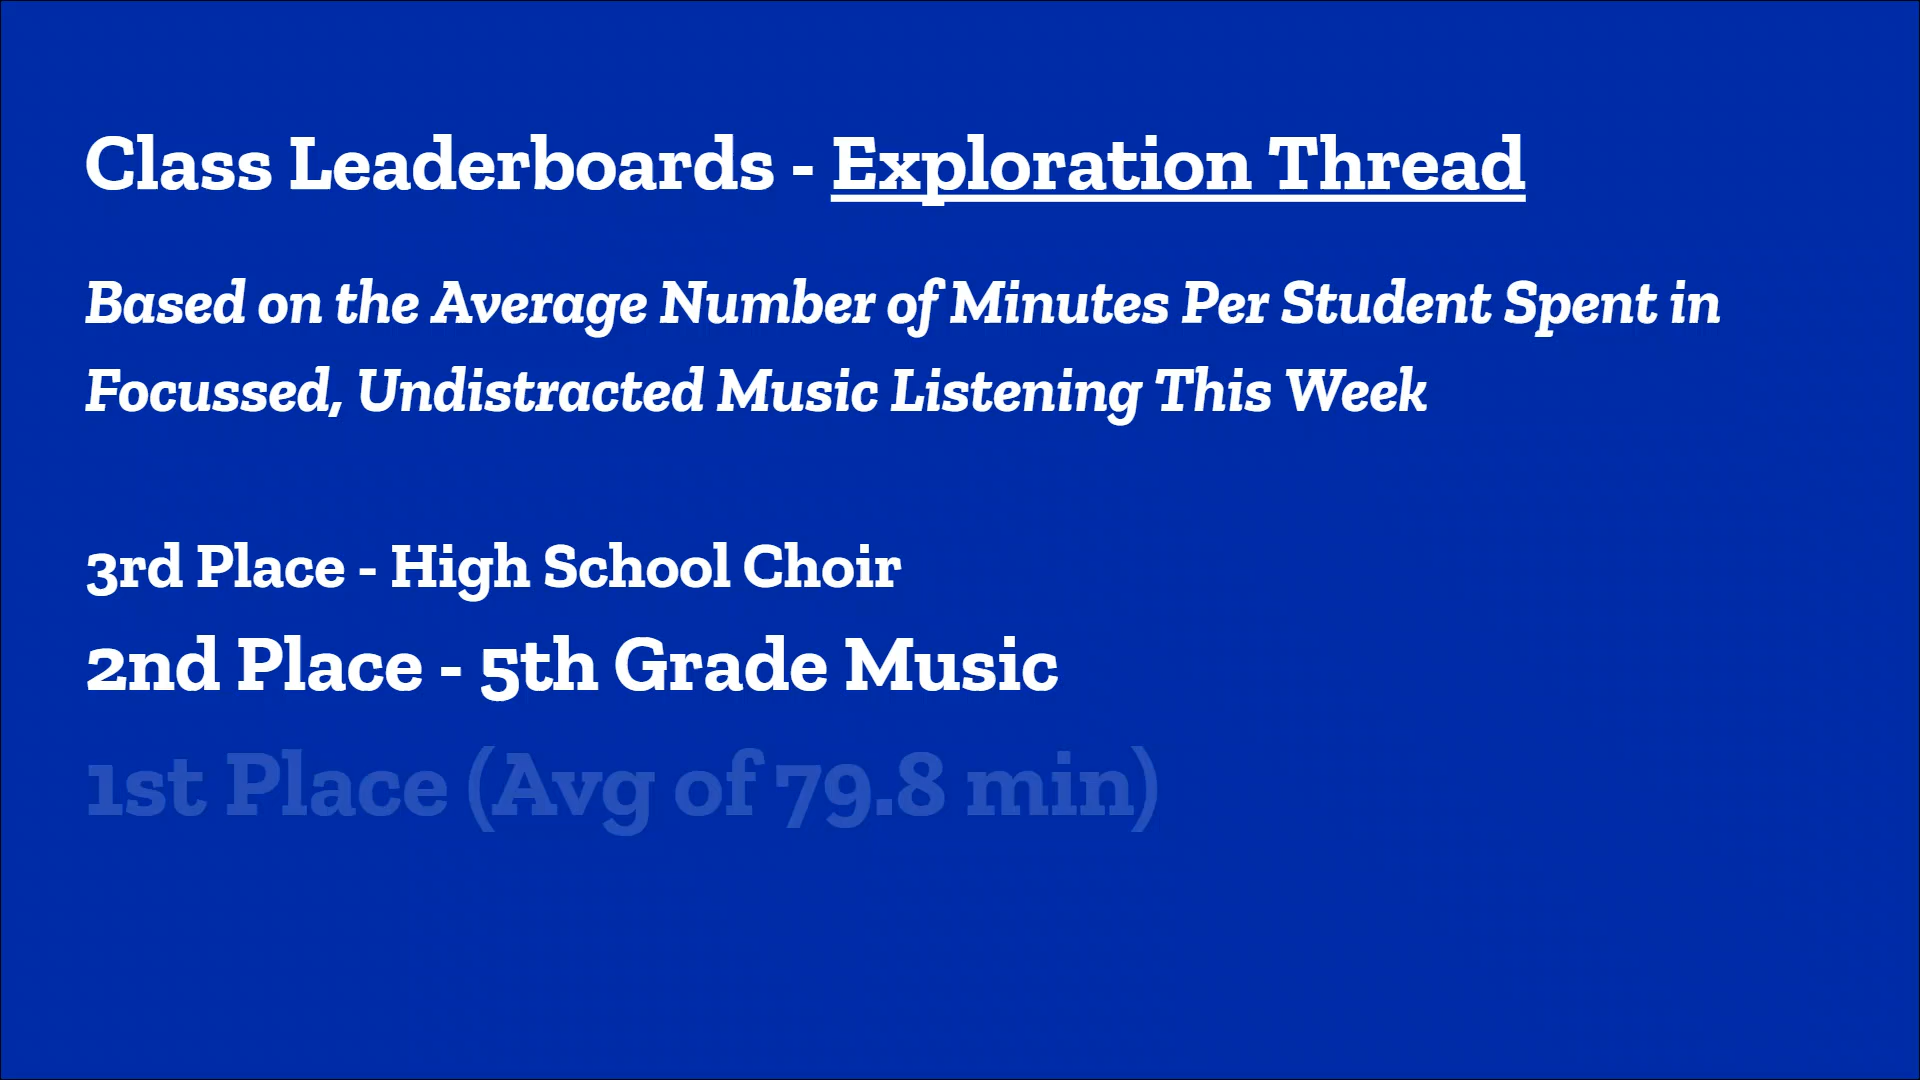 Class Leaderboards - Exploration Thread
Based on the Average Number of Minutes Per Student Spent in
Focussed, Undistracted Music Listening This Week
3rd Place - High School Choir
2nd Place - 5th Grade Music
1st Place (Avg of 79.8 min)